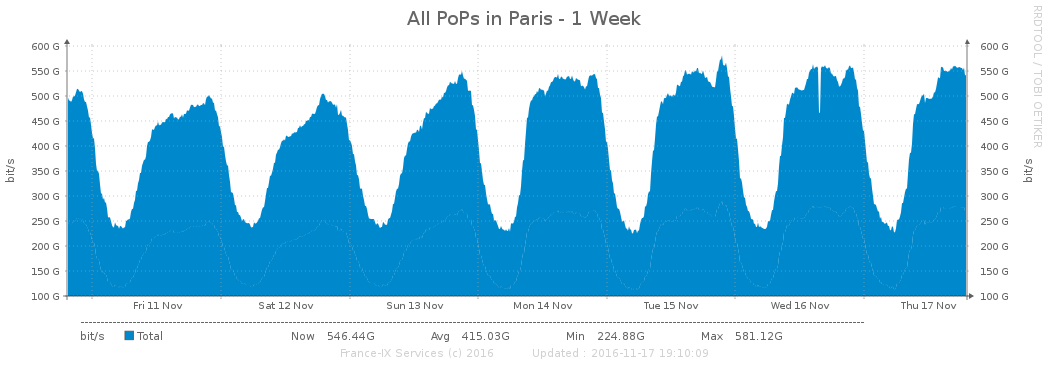 All PoPs in Paris - 1 Week
RRDTOOL / TOBI OETIKER
bit/s
600 G 600 G
550 G 550 G
500 G 500 G
450 G 450 G
400 G 400 G
350 G 350 G
300 G 300 G
250 G 250 G
200 G 200 G
150 G 150 G
100 G 100 G
bit/s
Fri 11 Nov Sat 12 Nov Sun 13 Nov Mon 14 Nov Tue 15 Nov Wed 16 Nov Thu 17 Nov
bit/s Total Now 546.44G Avg 415.03G Min 224.88G Max 581.12G
France-IX Services (c) 2016 Updated : 2016-11-17 19:10:09